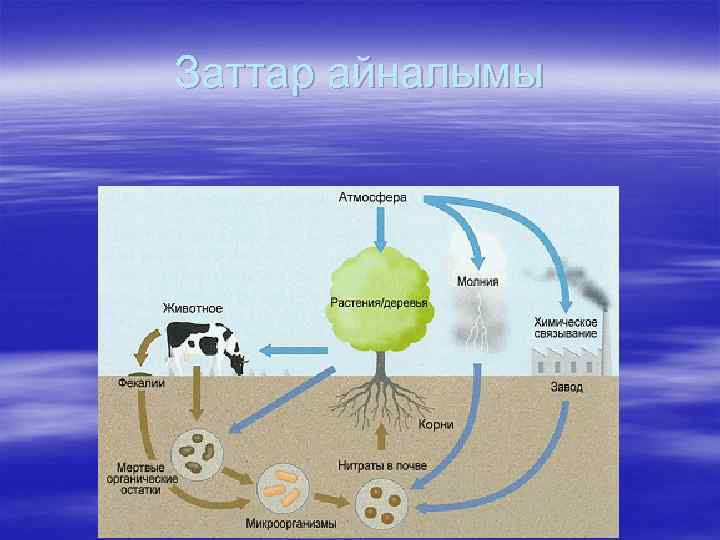 Заттар айналымы
Атмосфера
Молния
Растения/деревья
Животное
Химическое
связывание
Фекалии
Завод
Корни
Мертвые
органические
остатки
Нитраты в почве
Микроорганизмы